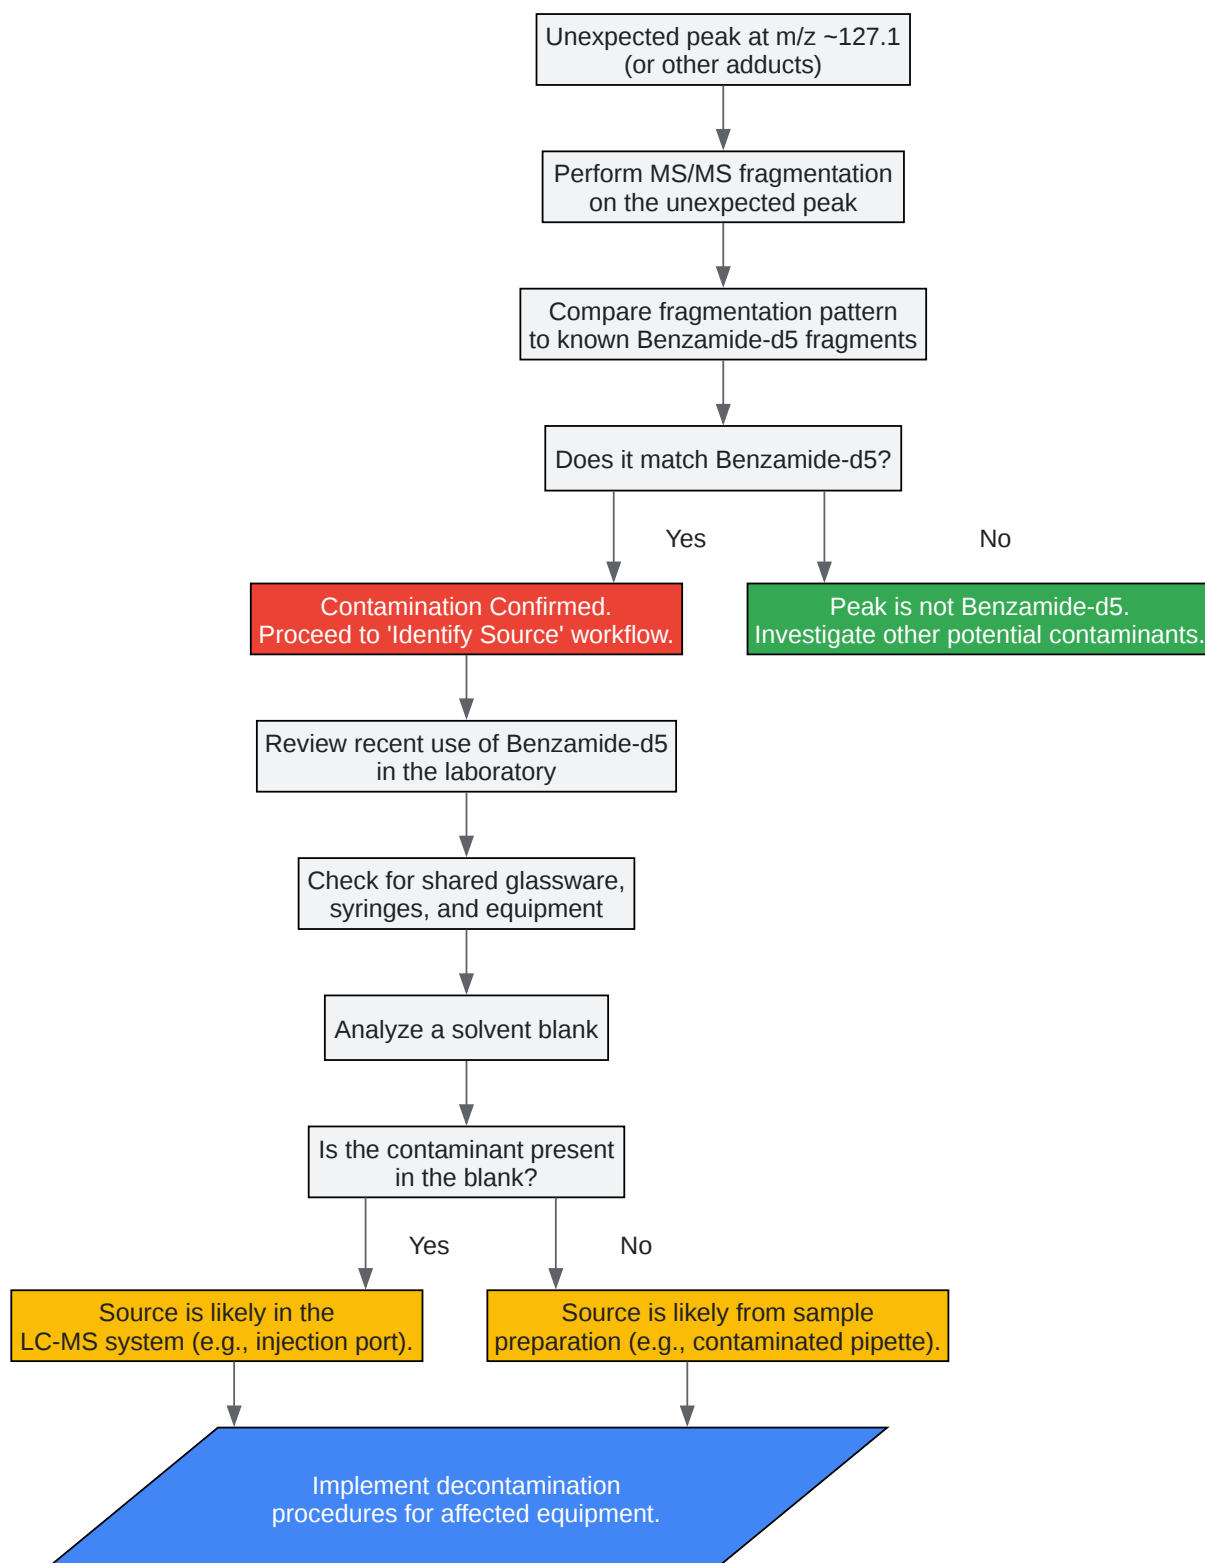 Unexpected peak at m/z ~127.1
(or other adducts)
Perform MS/MS fragmentation
on the unexpected peak
Compare fragmentation pattern
to known Benzamide-d5 fragments
Does it match Benzamide-d5?
Yes
No
Contamination Confirmed.
Proceed to 'Identify Source' workflow.
Peak is not Benzamide-d5.
Investigate other potential contaminants.
Review recent use of Benzamide-d5
in the laboratory
Check for shared glassware,
syringes, and equipment
Analyze a solvent blank
Is the contaminant present
in the blank?
Yes
No
Source is likely in the
LC-MS system (e.g., injection port).
Source is likely from sample
preparation (e.g., contaminated pipette).
Implement decontamination
procedures for affected equipment.